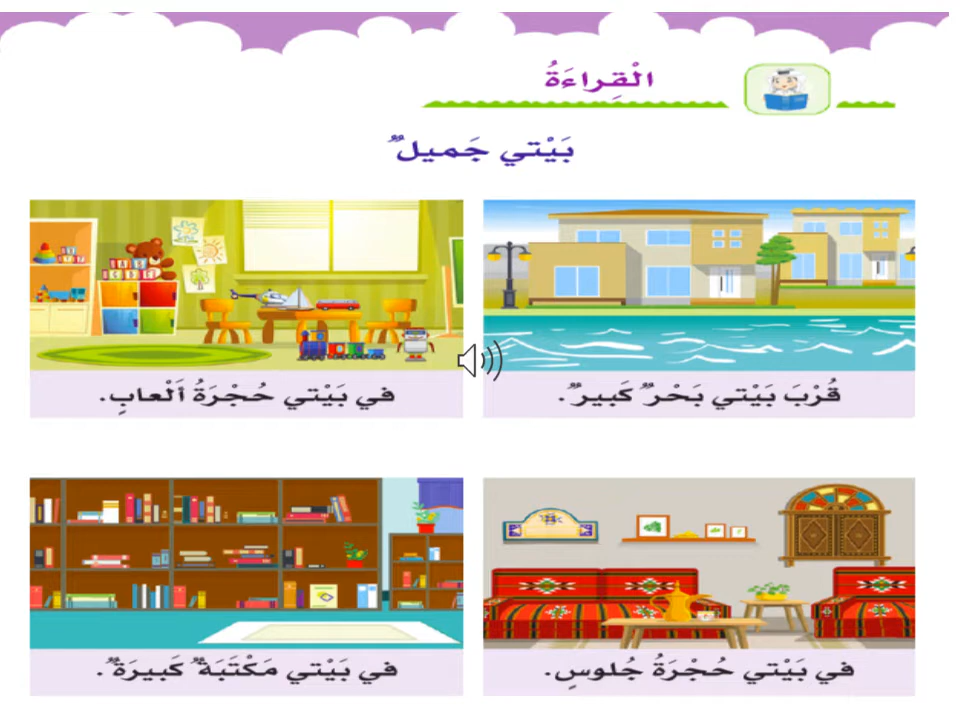 الْقِراءَةُ
بَيْتي جَميلٌ
قُرْبَ بَيْتي بَحْرٌ كَبيرٌ.
في بَيْتي حُجْرَةُ أَلْعابٍ.
في بَيْتي حُجْرَةُ جُلوسٍ.
في بَيْتي مَكْتَبَةٌ كَبيرَةٌ.